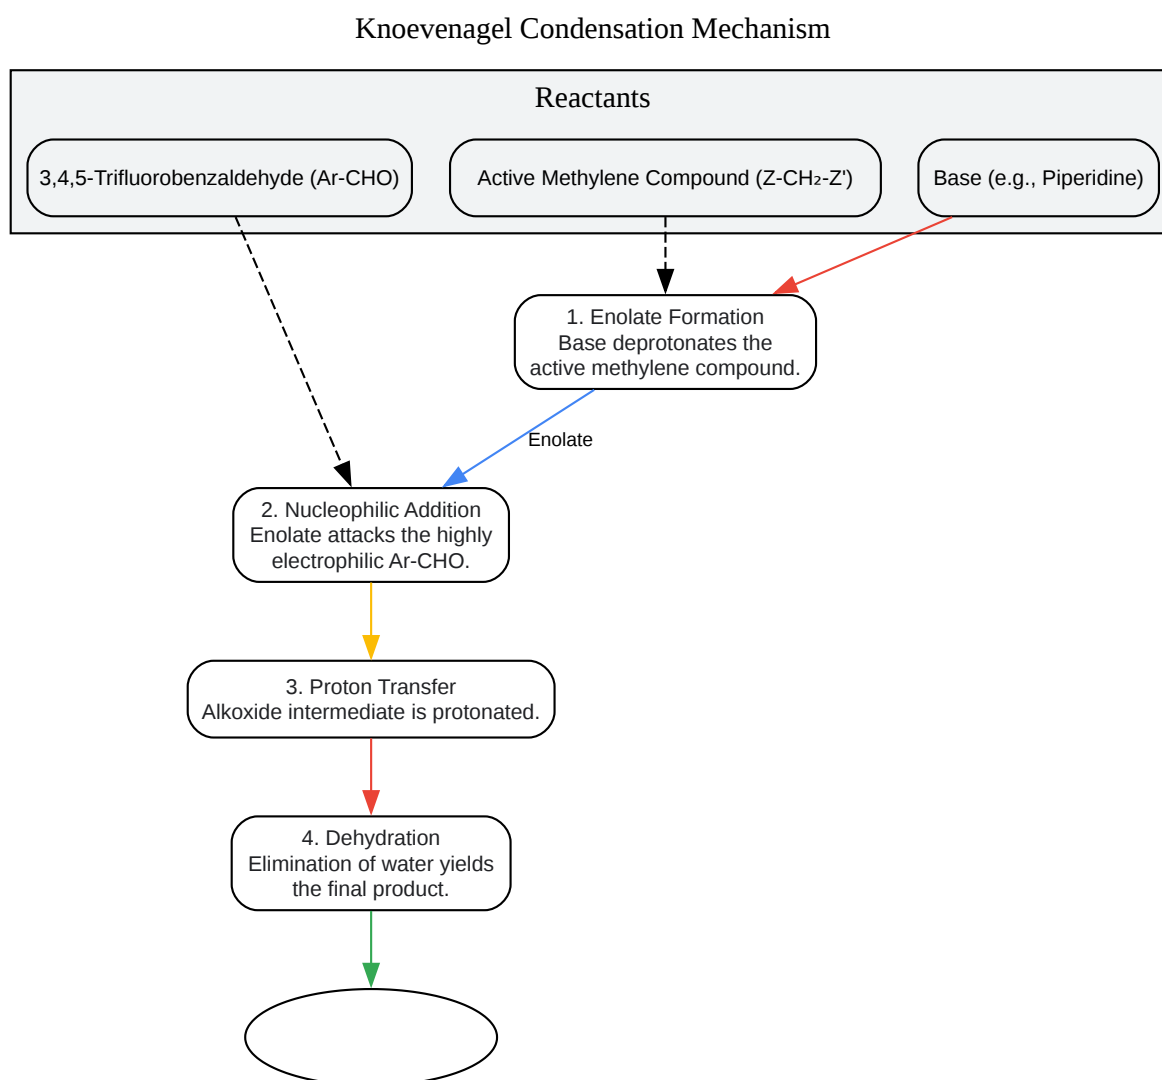 Knoevenagel Condensation Mechanism
Reactants
3,4,5-Trifluorobenzaldehyde (Ar-CHO)
Active Methylene Compound (Z-CH₂-Z')
Base (e.g., Piperidine)
1. Enolate Formation
Base deprotonates the
active methylene compound.
Enolate
2. Nucleophilic Addition
Enolate attacks the highly
electrophilic Ar-CHO.
3. Proton Transfer
Alkoxide intermediate is protonated.
4. Dehydration
Elimination of water yields
the final product.